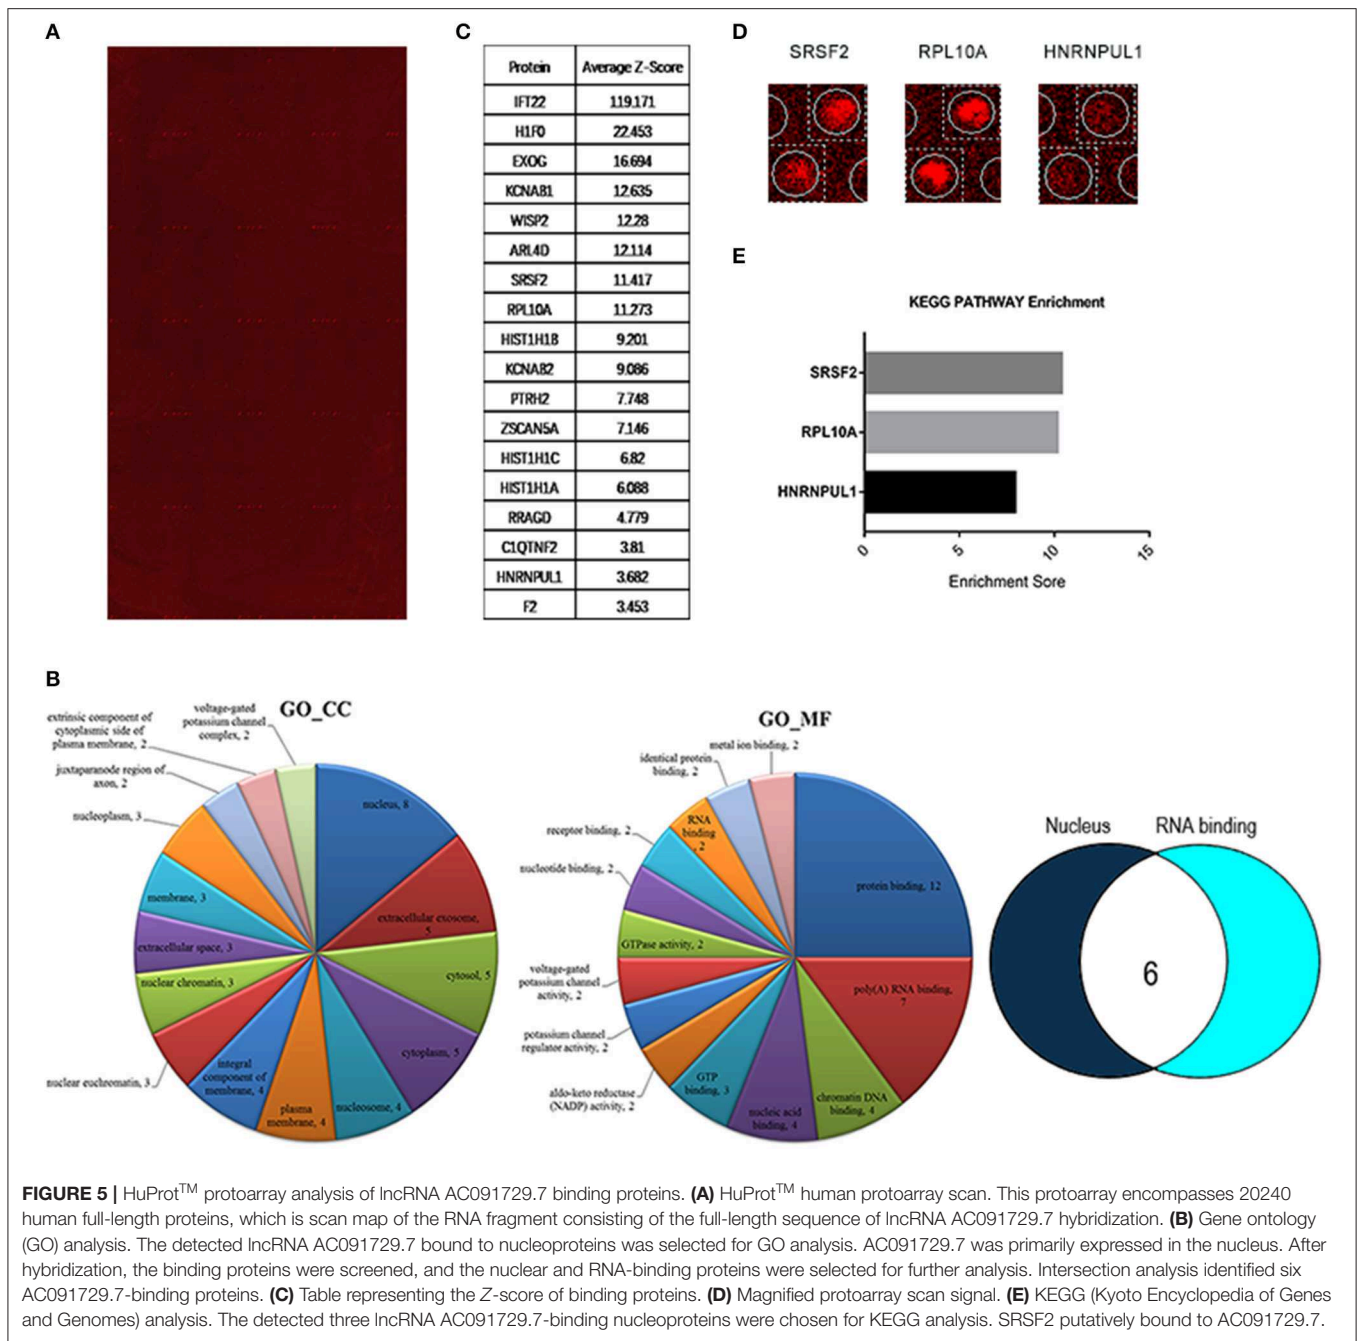 A
C
Protein Average Z-Score
IFT22 119.171
H1F0 22.453
EXOG 16.694
KCNAB1 12.635
WISP2 12.28
ARL4D 12.114
SRSF2 11.417
RPL10A 11.273
HIST1H1B 9.201
KCNAB2 9.086
PTRH2 7.748
ZSCAN5A 7.146
HIST1H1C 6.82
HIST1H1A 6.088
RRAGD 4.779
C1QTNF2 3.81
HNRNPUL1 3.682
F2 3.453
D
SRSF2 RPL10A HNRNPUL1
E
KEGG PATHWAY Enrichment
SRSF2
RPL10A
HNRNPUL1
0 5 10 15
Enrichment Sore
B
GO_CC
voltage-gated
potassium channel
complex, 2
extrinsic component of
cytoplasmic side of
plasma membrane, 2
juxtaparanode region of
axon, 2
nucleoplasm, 3
membrane, 3
extracellular space, 3
nuclear chromatin, 3
nuclear euchromatin, 3
integral
component of
membrane, 4
plasma
membrane, 4
nucleosome, 4
cytoplasm, 5
cytosol, 5
extracellular exosome,
5
nucleus, 8
GO_MF
metal ion binding, 2
identical protein
binding, 2
RNA
binding
, 2
receptor binding, 2
nucleotide binding, 2
GTPase activity, 2
voltage-gated
potassium channel
activity, 2
potassium channel
regulator activity, 2
aldo-keto reductase
(NADP) activity, 2
GTP
binding, 3
nucleic acid
binding, 4
chromatin DNA
binding, 4
poly(A) RNA binding,
7
protein binding, 12
Nucleus RNA binding
6
FIGURE 5 | HuProt™ protoarray analysis of lncRNA AC091729.7 binding proteins. (A) HuProt™ human protoarray scan. This protoarray encompasses 20240
human full-length proteins, which is scan map of the RNA fragment consisting of the full-length sequence of lncRNA AC091729.7 hybridization. (B) Gene ontology
(GO) analysis. The detected lncRNA AC091729.7 bound to nucleoproteins was selected for GO analysis. AC091729.7 was primarily expressed in the nucleus. After
hybridization, the binding proteins were screened, and the nuclear and RNA-binding proteins were selected for further analysis. Intersection analysis identified six
AC091729.7-binding proteins. (C) Table representing the Z-score of binding proteins. (D) Magnified protoarray scan signal. (E) KEGG (Kyoto Encyclopedia of Genes
and Genomes) analysis. The detected three lncRNA AC091729.7-binding nucleoproteins were chosen for KEGG analysis. SRSF2 putatively bound to AC091729.7.